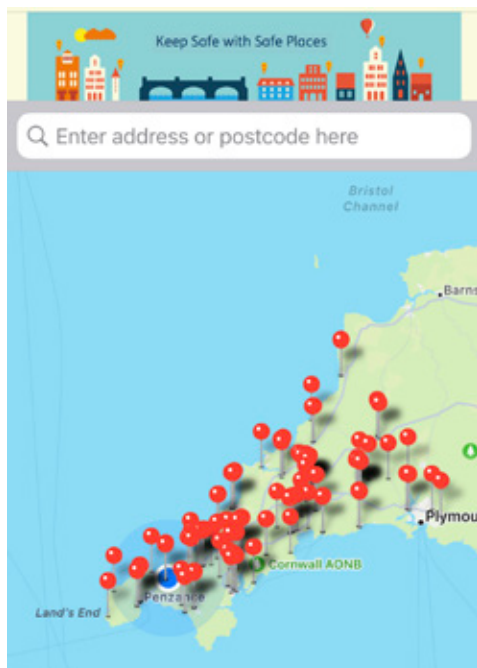 Keep Safe with Safe Places
Enter address or postcode here
Bristol
Channel
Barns
Plymou
Cornwall AONB
Penzance
Land's End